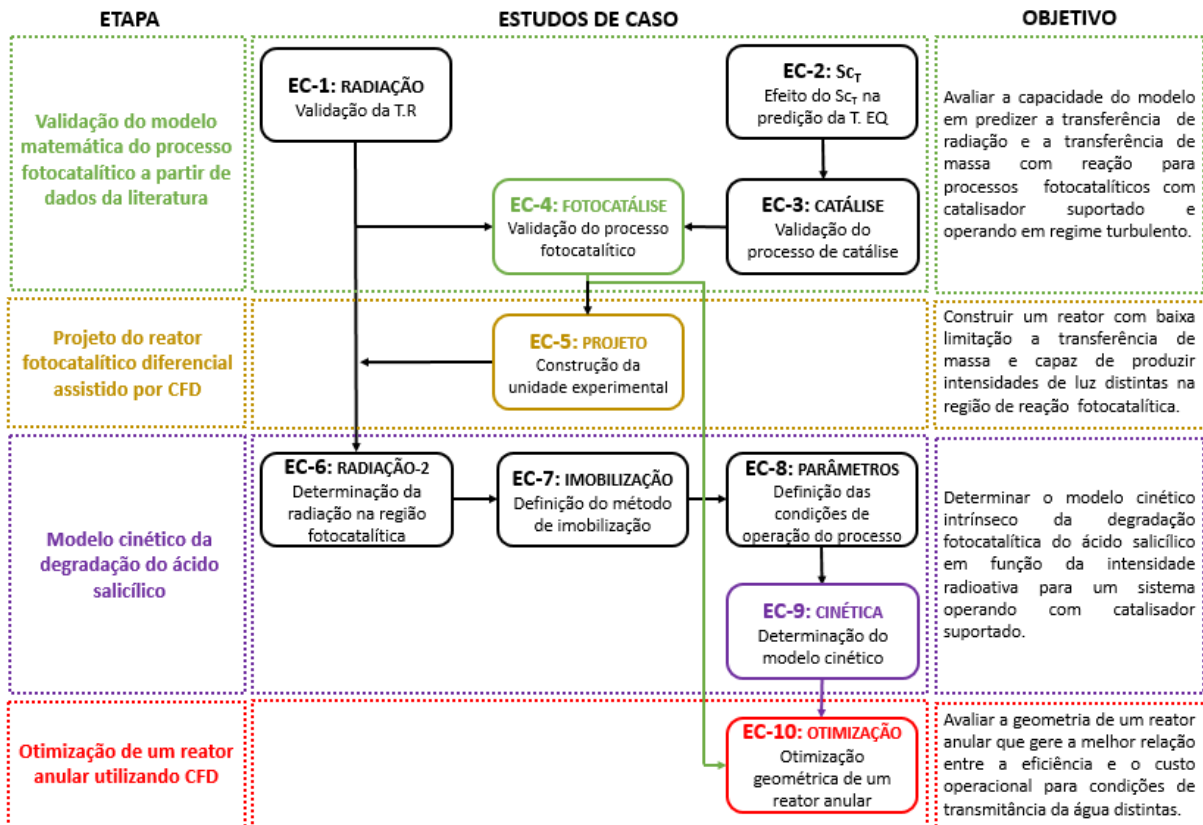 ETAPA
ESTUDOS DE CASO
OBJETIVO
Validação do modelo
matemática do processo
fotocatalítico a partir de
dados da literatura
EC-1: RADIAÇÃO
Validação da T.R
EC-2: ScT
Efeito do ScT na
predição da T. EQ
EC-4: FOTOCATÁLISE
Validação do processo
fotocatalítico
EC-3: CATÁLISE
Validação do
processo de catálise
Avaliar a capacidade do modelo
em predizer a transferência de
radiação e a transferência de
massa com reação para
processos fotocatalíticos com
catalisador suportado e
operando em regime turbulento.
Projeto do reator
fotocatalítico diferencial
assistido por CFD
EC-5: PROJETO
Construção da
unidade experimental
Construir um reator com baixa
limitação a transferência de
massa e capaz de produzir
intensidades de luz distintas na
região de reação fotocatalítica.
Modelo cinético da
degradação do ácido
salicílico
EC-6: RADIAÇÃO-2
Determinação da
radiação na região
fotocatalítica
EC-7: IMOBILIZAÇÃO
Definição do método
de imobilização
EC-8: PARÂMETROS
Definição das
condições de
operação do processo
EC-9: CINÉTICA
Determinação do
modelo cinético
Determinar o modelo cinético
intrínseco da degradação
fotocatalítica do ácido salicílico
em função da intensidade
radioativa para um sistema
operando com catalisador
suportado.
Otimização de um reator
anular utilizando CFD
EC-10: OTIMIZAÇÃO
Otimização
geométrica de um
reator anular
Avaliar a geometria de um reator
anular que gere a melhor relação
entre a eficiência e o custo
operacional para condições de
transmitância da água distintas.